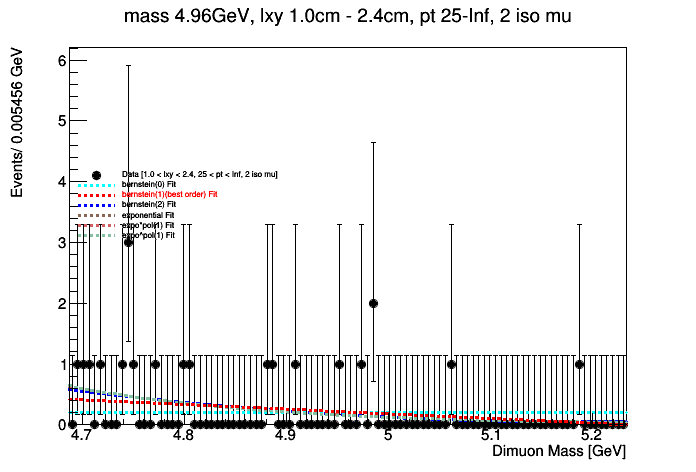 mass 4.96GeV, lxy 1.0cm - 2.4cm, pt 25-Inf, 2 iso mu
Events/ 0.005456 GeV
6
5
4
3
2
1
0
Data [1.0 < lxy < 2.4, 25 < pt < Inf, 2 iso mu]
bernstein(0) Fit
bernstein(1)(best order) Fit
bernstein(2) Fit
exponential Fit
expo*pol(1) Fit
expo^pol(1) Fit
4.7 4.8 4.9 5 5.1 5.2
Dimuon Mass [GeV]